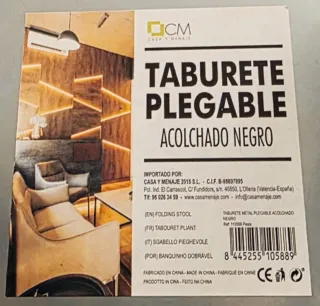 CM
CASA Y MENAJE
TABURETE
PLEGABLE
ACOLCHADO NEGRO
IMPORTADO POR:
CASA Y MENAJE 2015 S.L. - C.I.F. B-98697895
Pol. Ind. El Carrascot, C/ Fundidors, s/n, 46850, L'Olleria (Valencia-España)
Tlf: 96 026 34 59 - www.casamenaje.com - info@casamenaje.com
(EN) FOLDING STOOL
(FR) TABOURET PLIANT
(IT) SGABELLO PIEGHEVOLE
(POR) BANQUINHO DOBRÁVEL
TABURETE METAL PLEGABLE ACOLCHADO
NEGRO
8 445255 105889
FABRICADO EN CHINA - MADE IN CHINA - FABRIQUÉ EN CHINE
PRODOTTO IN CINA - FEITO NA CHINA
CE